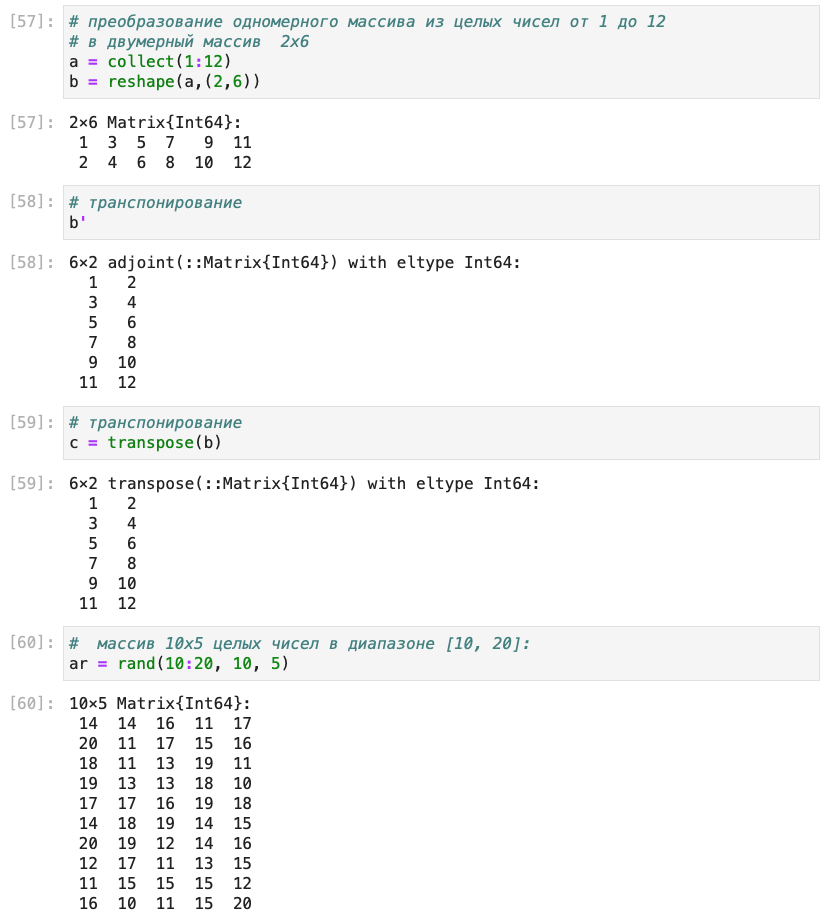 [57]: # преобразование одномерного массива из целых чисел от 1 до 12
# в двумерный массив  2x6
a = collect(1:12)
b = reshape(a,(2,6))
[57]: 2×6 Matrix{Int64}:
 1  3  5  7   9  11
 2  4  6  8  10  12
[58]: # транспонирование
b'
[58]: 6×2 adjoint(::Matrix{Int64}) with eltype Int64:
  1   2
  3   4
  5   6
  7   8
  9  10
 11  12
[59]: # транспонирование
c = transpose(b)
[59]: 6×2 transpose(::Matrix{Int64}) with eltype Int64:
  1   2
  3   4
  5   6
  7   8
  9  10
 11  12
[60]: #  массив 10x5 целых чисел в диапазоне [10, 20]:
ar = rand(10:20, 10, 5)
[60]: 10×5 Matrix{Int64}:
 14  14  16  11  17
 20  11  17  15  16
 18  11  13  19  11
 19  13  13  18  10
 17  17  16  19  18
 14  18  19  14  15
 20  19  12  14  16
 12  17  11  13  15
 11  15  15  15  12
 16  10  11  15  20